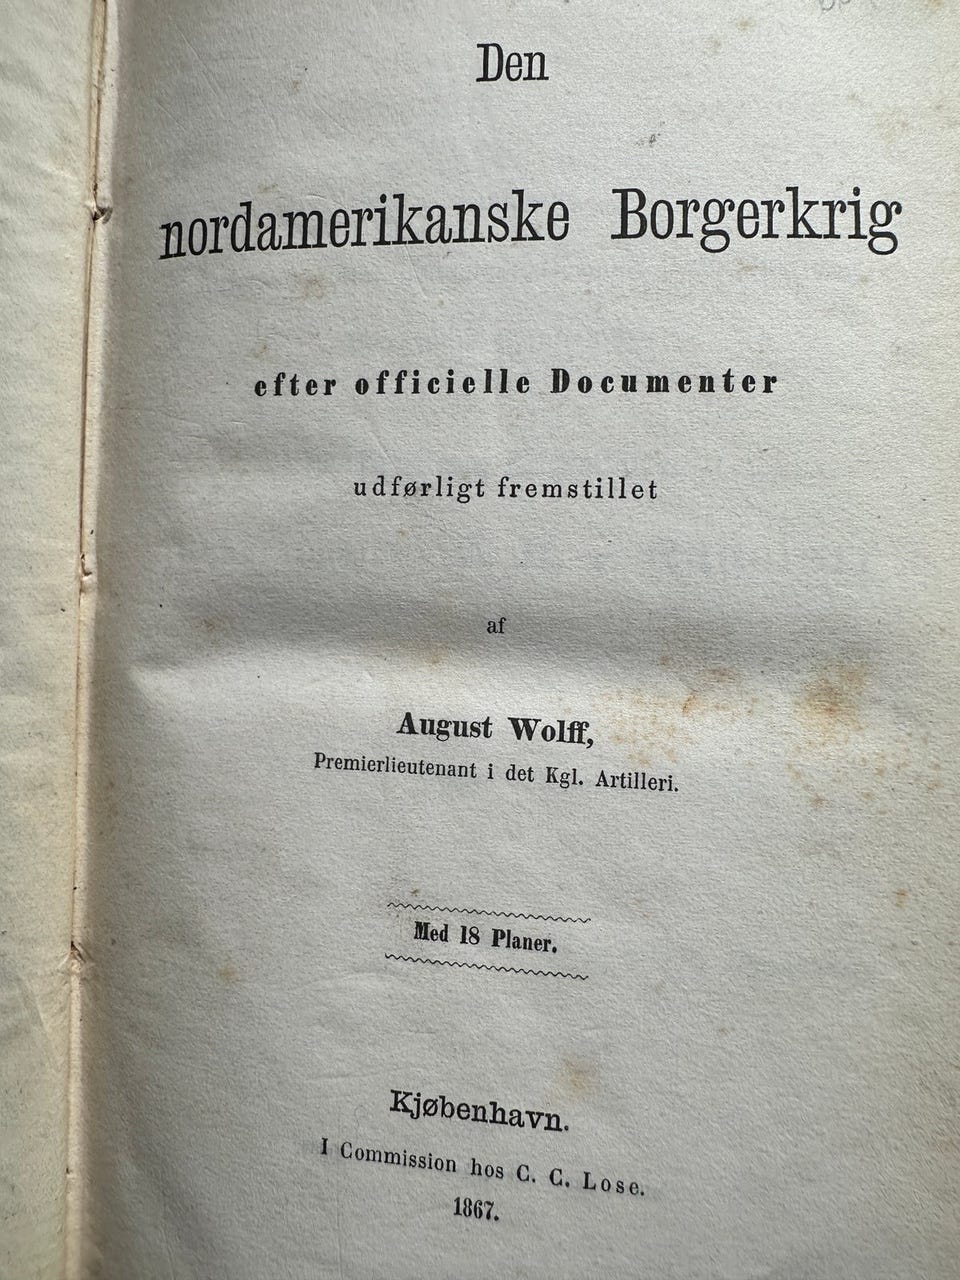 Den
nordamerikanske Borgerkrig
efter officielle Documenter
udførligt fremstillet
af
August Wolff,
Premierlieutenant i det Kgl. Artilleri.
Med 18 Planer.
Kjøbenhavn.
I Commission hos C. C. Lose.
1867.